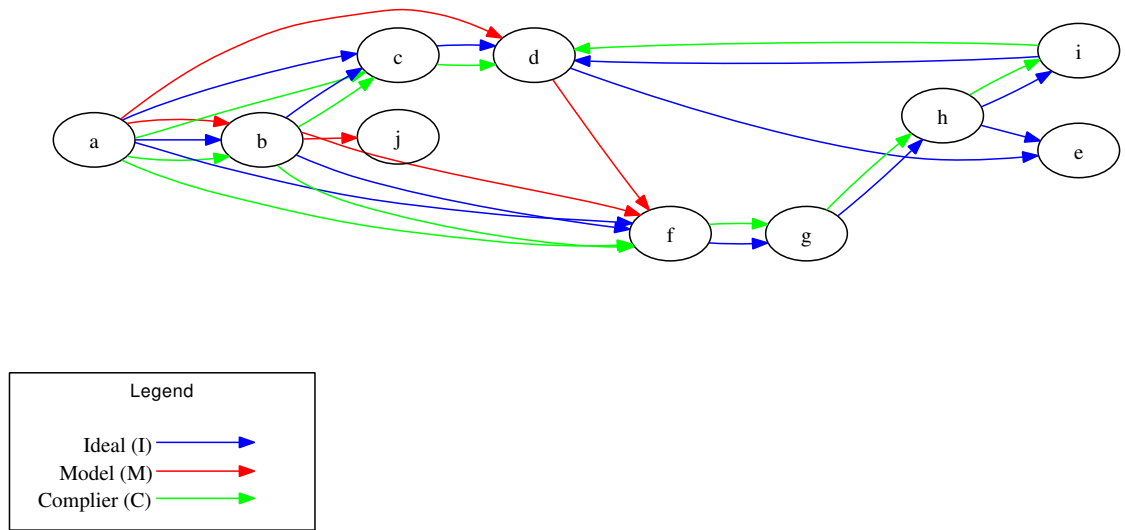 c
d
i
h
a
b
j
e
f
g
Legend
Ideal (I)
Model (M)
Complier (C)